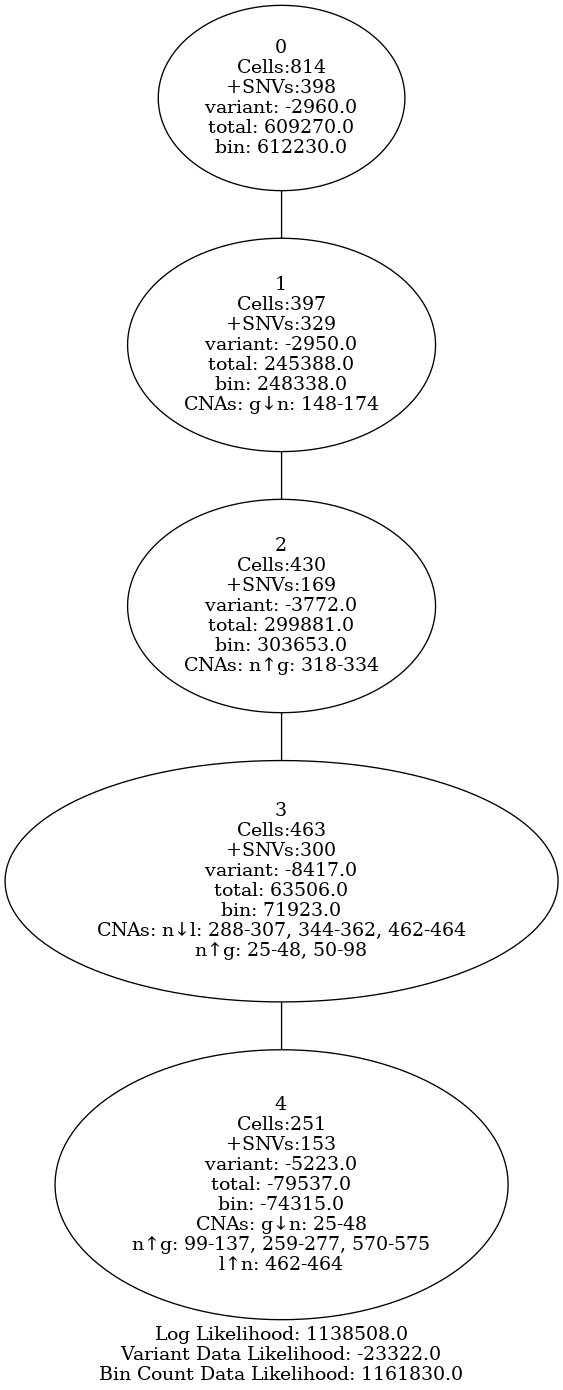 0
Cells:814
+SNVs:398
variant: -2960.0
total: 609270.0
bin: 612230.0
1
Cells:397
+SNVs:329
variant: -2950.0
total: 245388.0
bin: 248338.0
CNAs: g↓n: 148-174
2
Cells:430
+SNVs:169
variant: -3772.0
total: 299881.0
bin: 303653.0
CNAs: n↑g: 318-334
3
Cells:463
+SNVs:300
variant: -8417.0
total: 63506.0
bin: 71923.0
CNAs: n↓l: 288-307, 344-362, 462-464
n↑g: 25-48, 50-98
4
Cells:251
+SNVs:153
variant: -5223.0
total: -79537.0
bin: -74315.0
CNAs: g↓n: 25-48
n↑g: 99-137, 259-277, 570-575
l↑n: 462-464
Log Likelihood: 1138508.0
Variant Data Likelihood: -23322.0
Bin Count Data Likelihood: 1161830.0